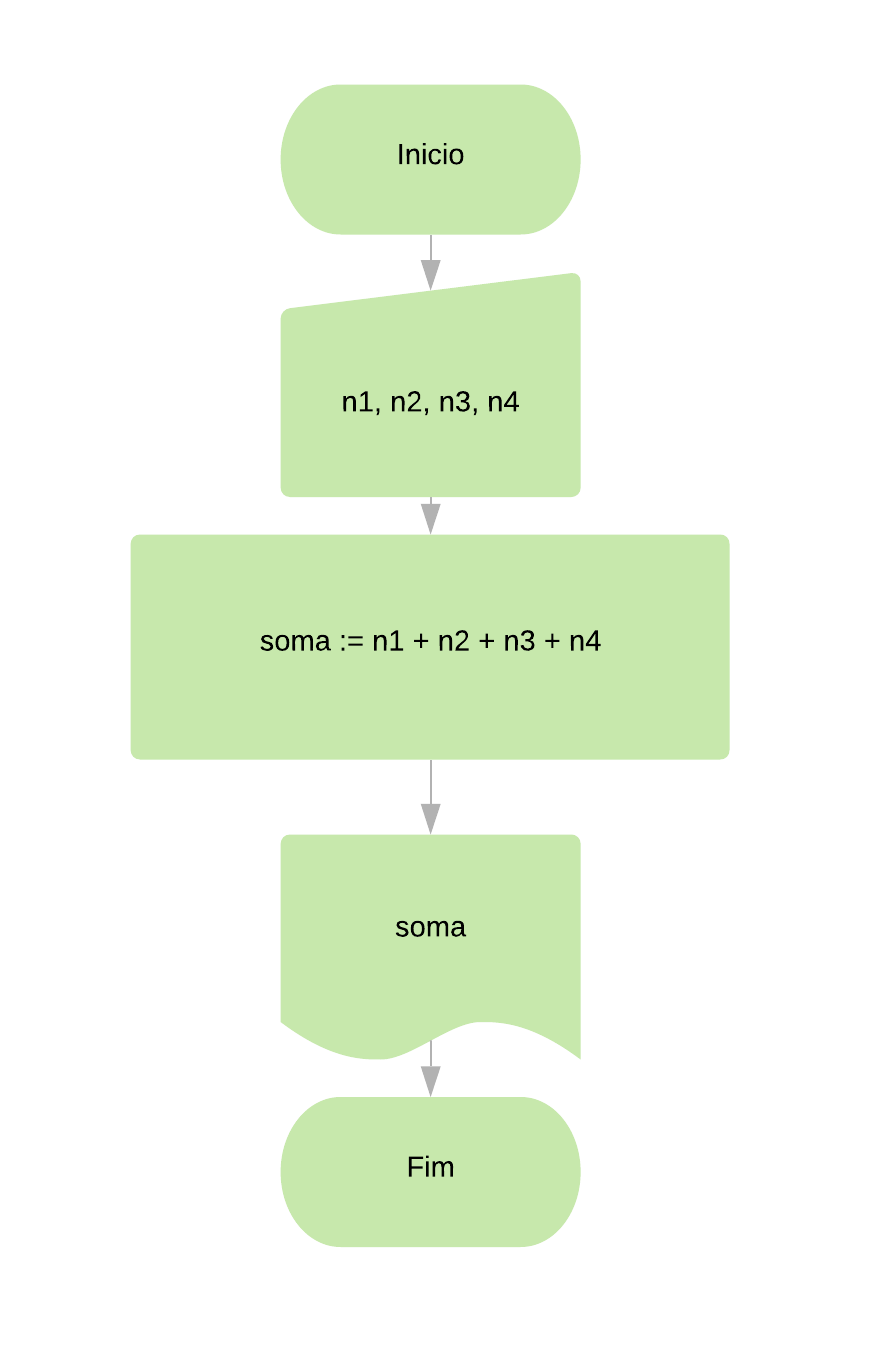 Inicio
n1, n2, n3, n4
soma := n1 + n2 + n3 + n4
soma
Fim